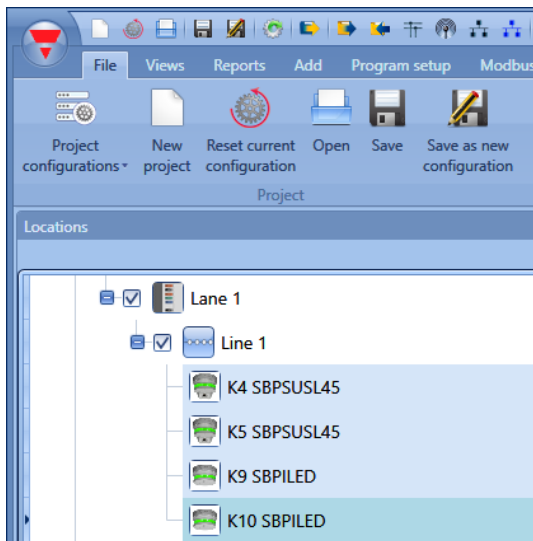 File Views Reports Add Program setup Modbus
Project configurations New project Reset current configuration Open Save Save as new configuration
Project
Locations
Lane 1
Line 1
K4 SBPSUSL45
K5 SBPSUSL45
K9 SBPILED
K10 SBPILED